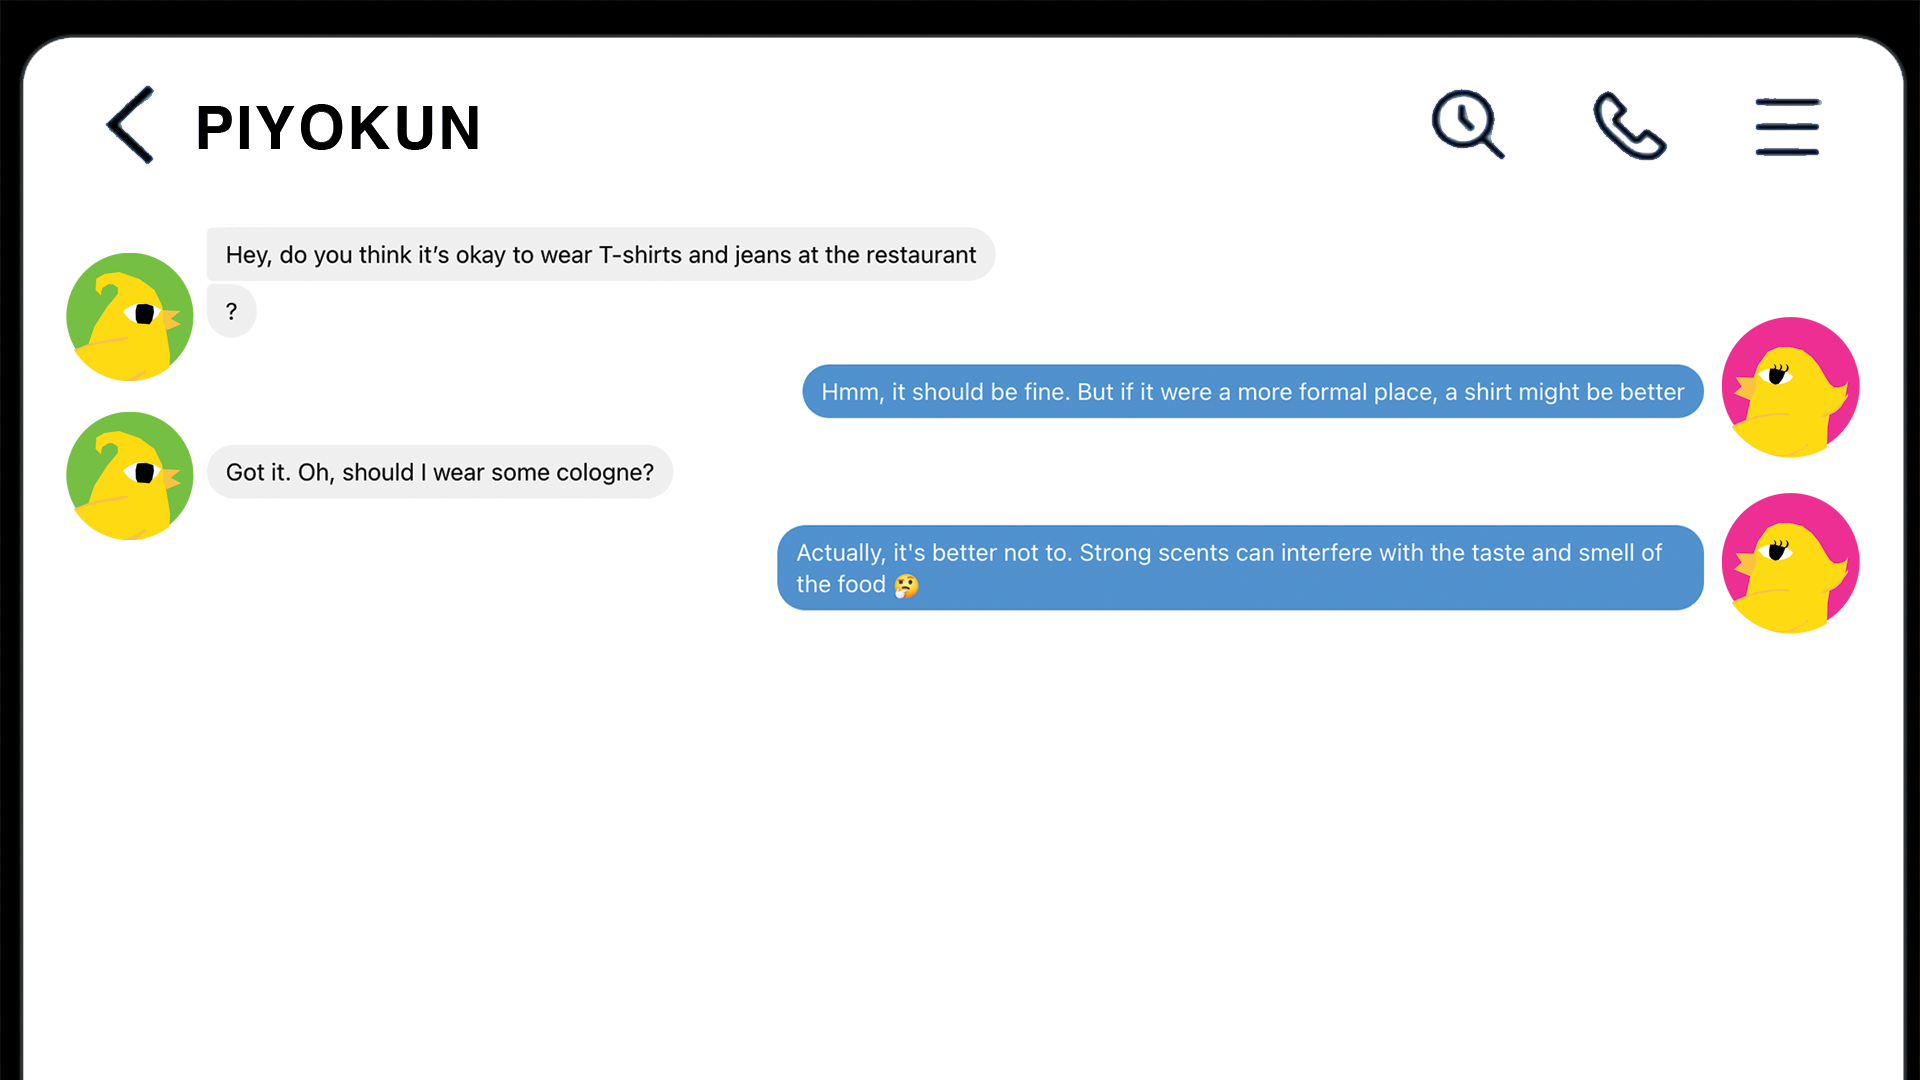 PIYOKUN
Hey, do you think it’s okay to wear T-shirts and jeans at the restaurant
?
Hmm, it should be fine. But if it were a more formal place, a shirt might be better
Got it. Oh, should I wear some cologne?
Actually, it's better not to. Strong scents can interfere with the taste and smell of
the food 🤔